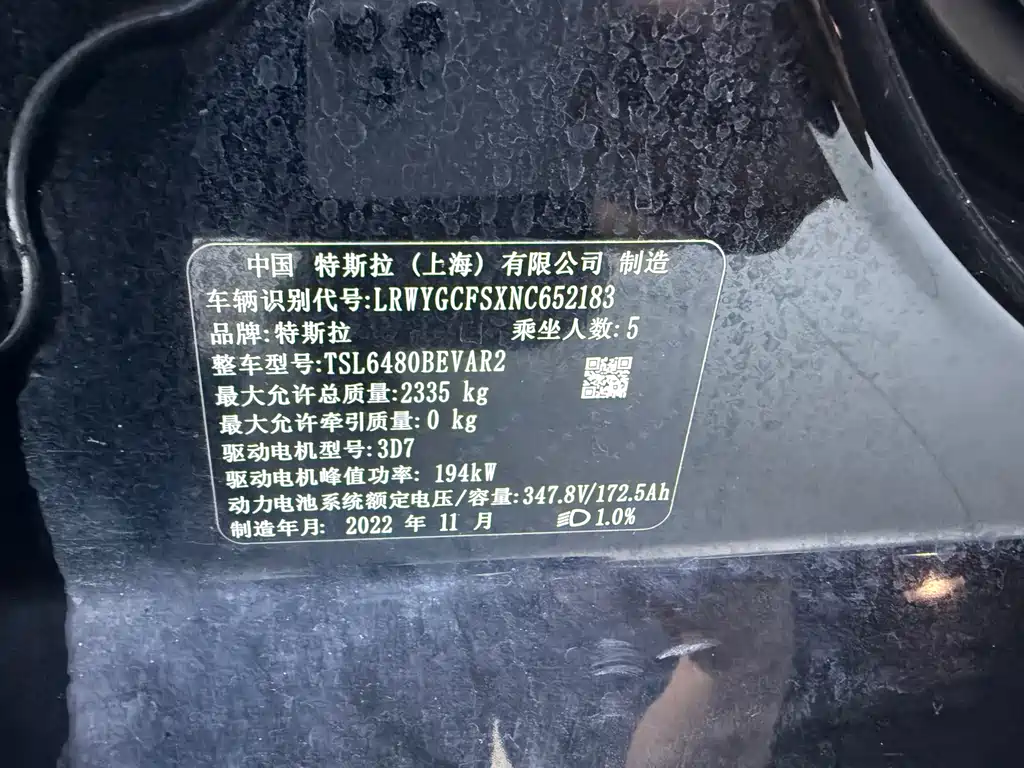 中国 特斯拉（上海）有限公司 制造
车辆识别代号:LRWYGCFSXNC652183
品牌:特斯拉 乘坐人数:5
整车型号:TSL6480BEVAR2
最大允许总质量:2335 kg
最大允许牵引质量: 0 kg
驱动电机型号:3D7
驱动电机峰值功率: 194kW
动力电池系统额定电压/容量:347.8V/172.5Ah
制造年月: 2022 年 11 月 1.0%